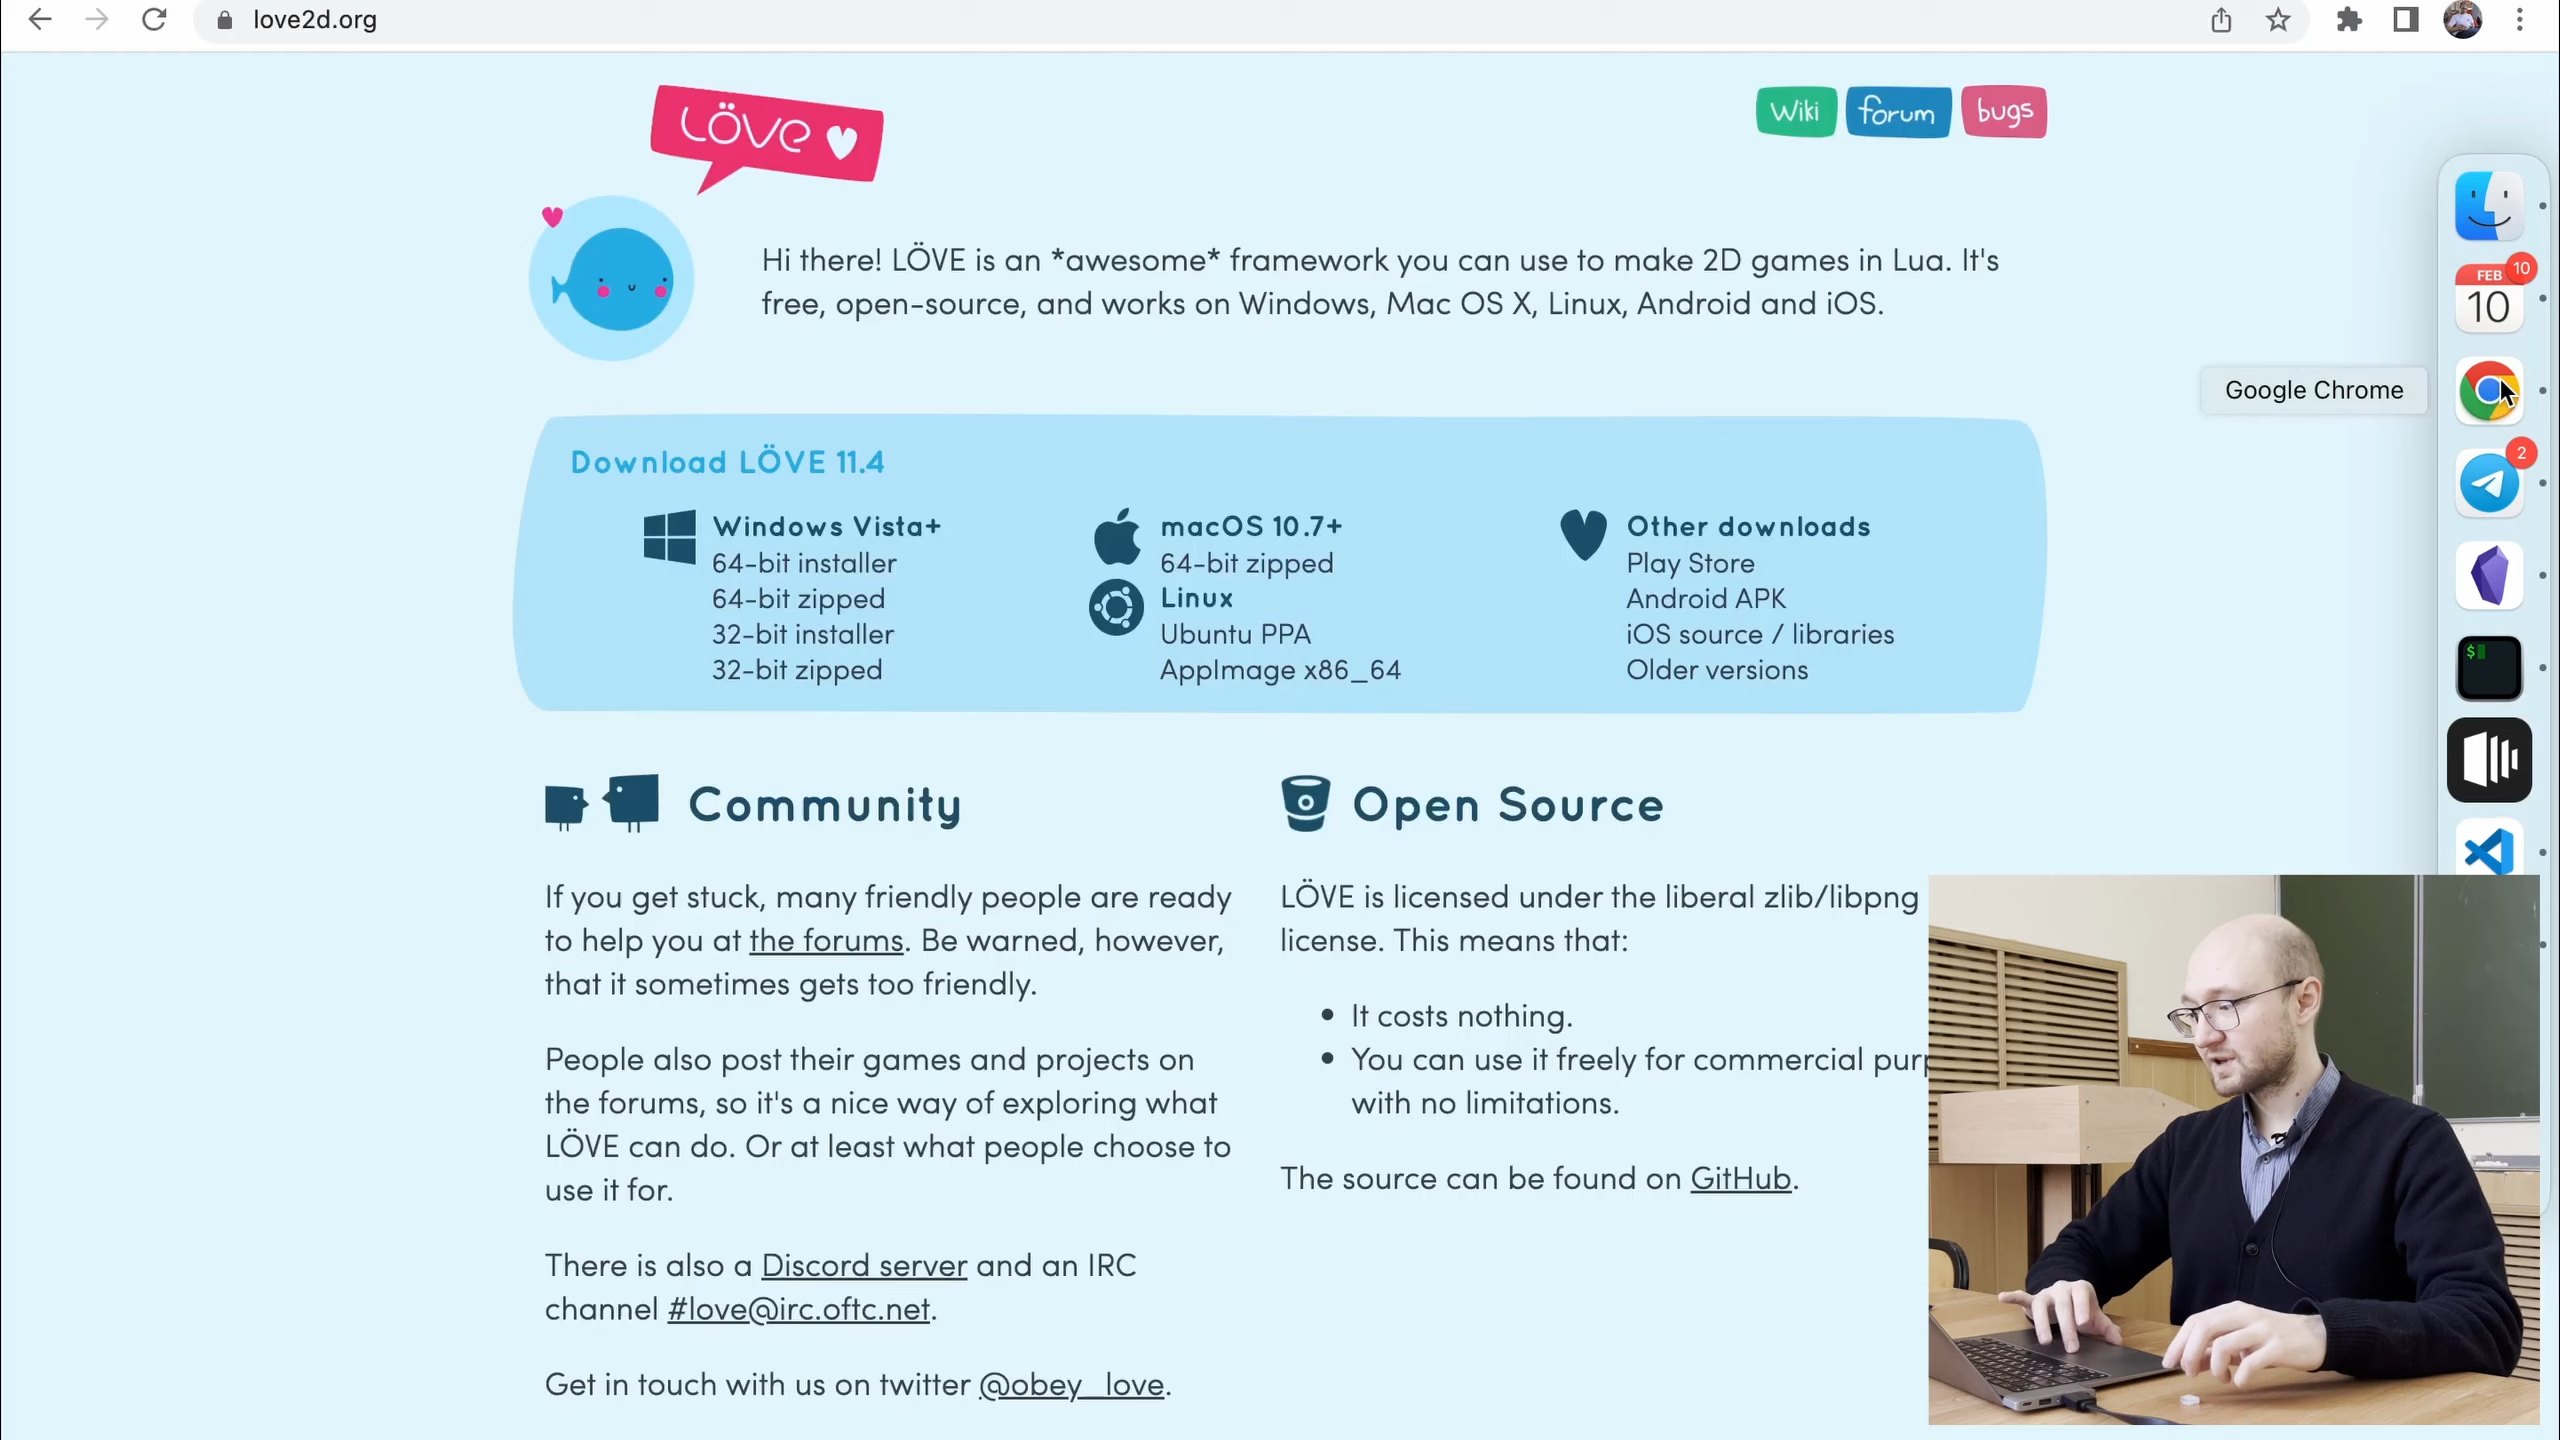 love2d.org
LÖVE
Wiki
forum
bugs
Hi there! LÖVE is an *awesome* framework you can use to make 2D games in Lua. It's
free, open-source, and works on Windows, Mac OS X, Linux, Android and iOS.
FEB
10
10
Google Chrome
Download LÖVE 11.4
2
Windows Vista+
64-bit installer
64-bit zipped
32-bit installer
32-bit zipped
macOS 10.7+
64-bit zipped
Linux
Ubuntu PPA
AppImage x86_64
Other downloads
Play Store
Android APK
iOS source / libraries
Older versions
$
Community
If you get stuck, many friendly people are ready
to help you at the forums. Be warned, however,
that it sometimes gets too friendly.
People also post their games and projects on
the forums, so it's a nice way of exploring what
LÖVE can do. Or at least what people choose to
use it for.
There is also a Discord server and an IRC
channel #love@irc.oftc.net.
Get in touch with us on twitter @obey_love.
Open Source
LÖVE is licensed under the liberal zlib/libpng
license. This means that:
• It costs nothing.
• You can use it freely for commercial
with no limitations.
The source can be found on GitHub.